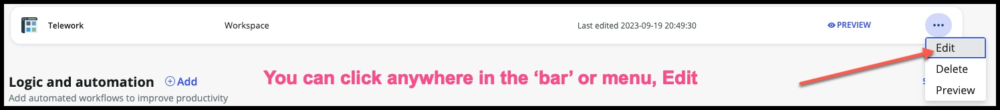 Telework Workspace Last edited 2023-09-19 20:49:30 PREVIEW
Edit
Delete
Preview
Logic and automation Add
You can click anywhere in the ‘bar’ or menu, Edit
Add automated workflows to improve productivity